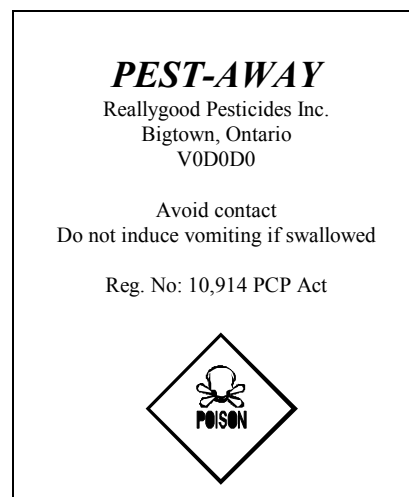 PEST-AWAY
Reallygood Pesticides Inc.
Bigtown, Ontario
V0D0D0
Avoid contact
Do not induce vomiting if swallowed
Reg. No: 10,914 PCP Act
POISON